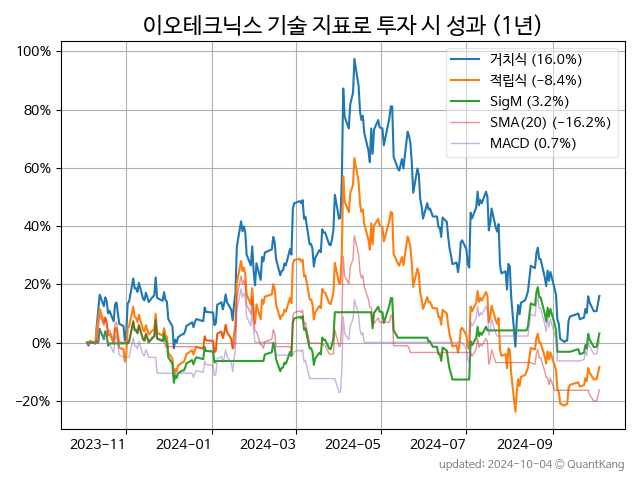 이오테크닉스 기술 지표로 투자 시 성과 (1년)
거치식 (16.0%)
적립식 (−8.4%)
SigM (3.2%)
SMA(20) (−16.2%)
MACD (0.7%)
100%
80%
60%
40%
20%
0%
−20%
2023-11 2024-01 2024-03 2024-05 2024-07 2024-09
updated: 2024-10-04 © QuantKang